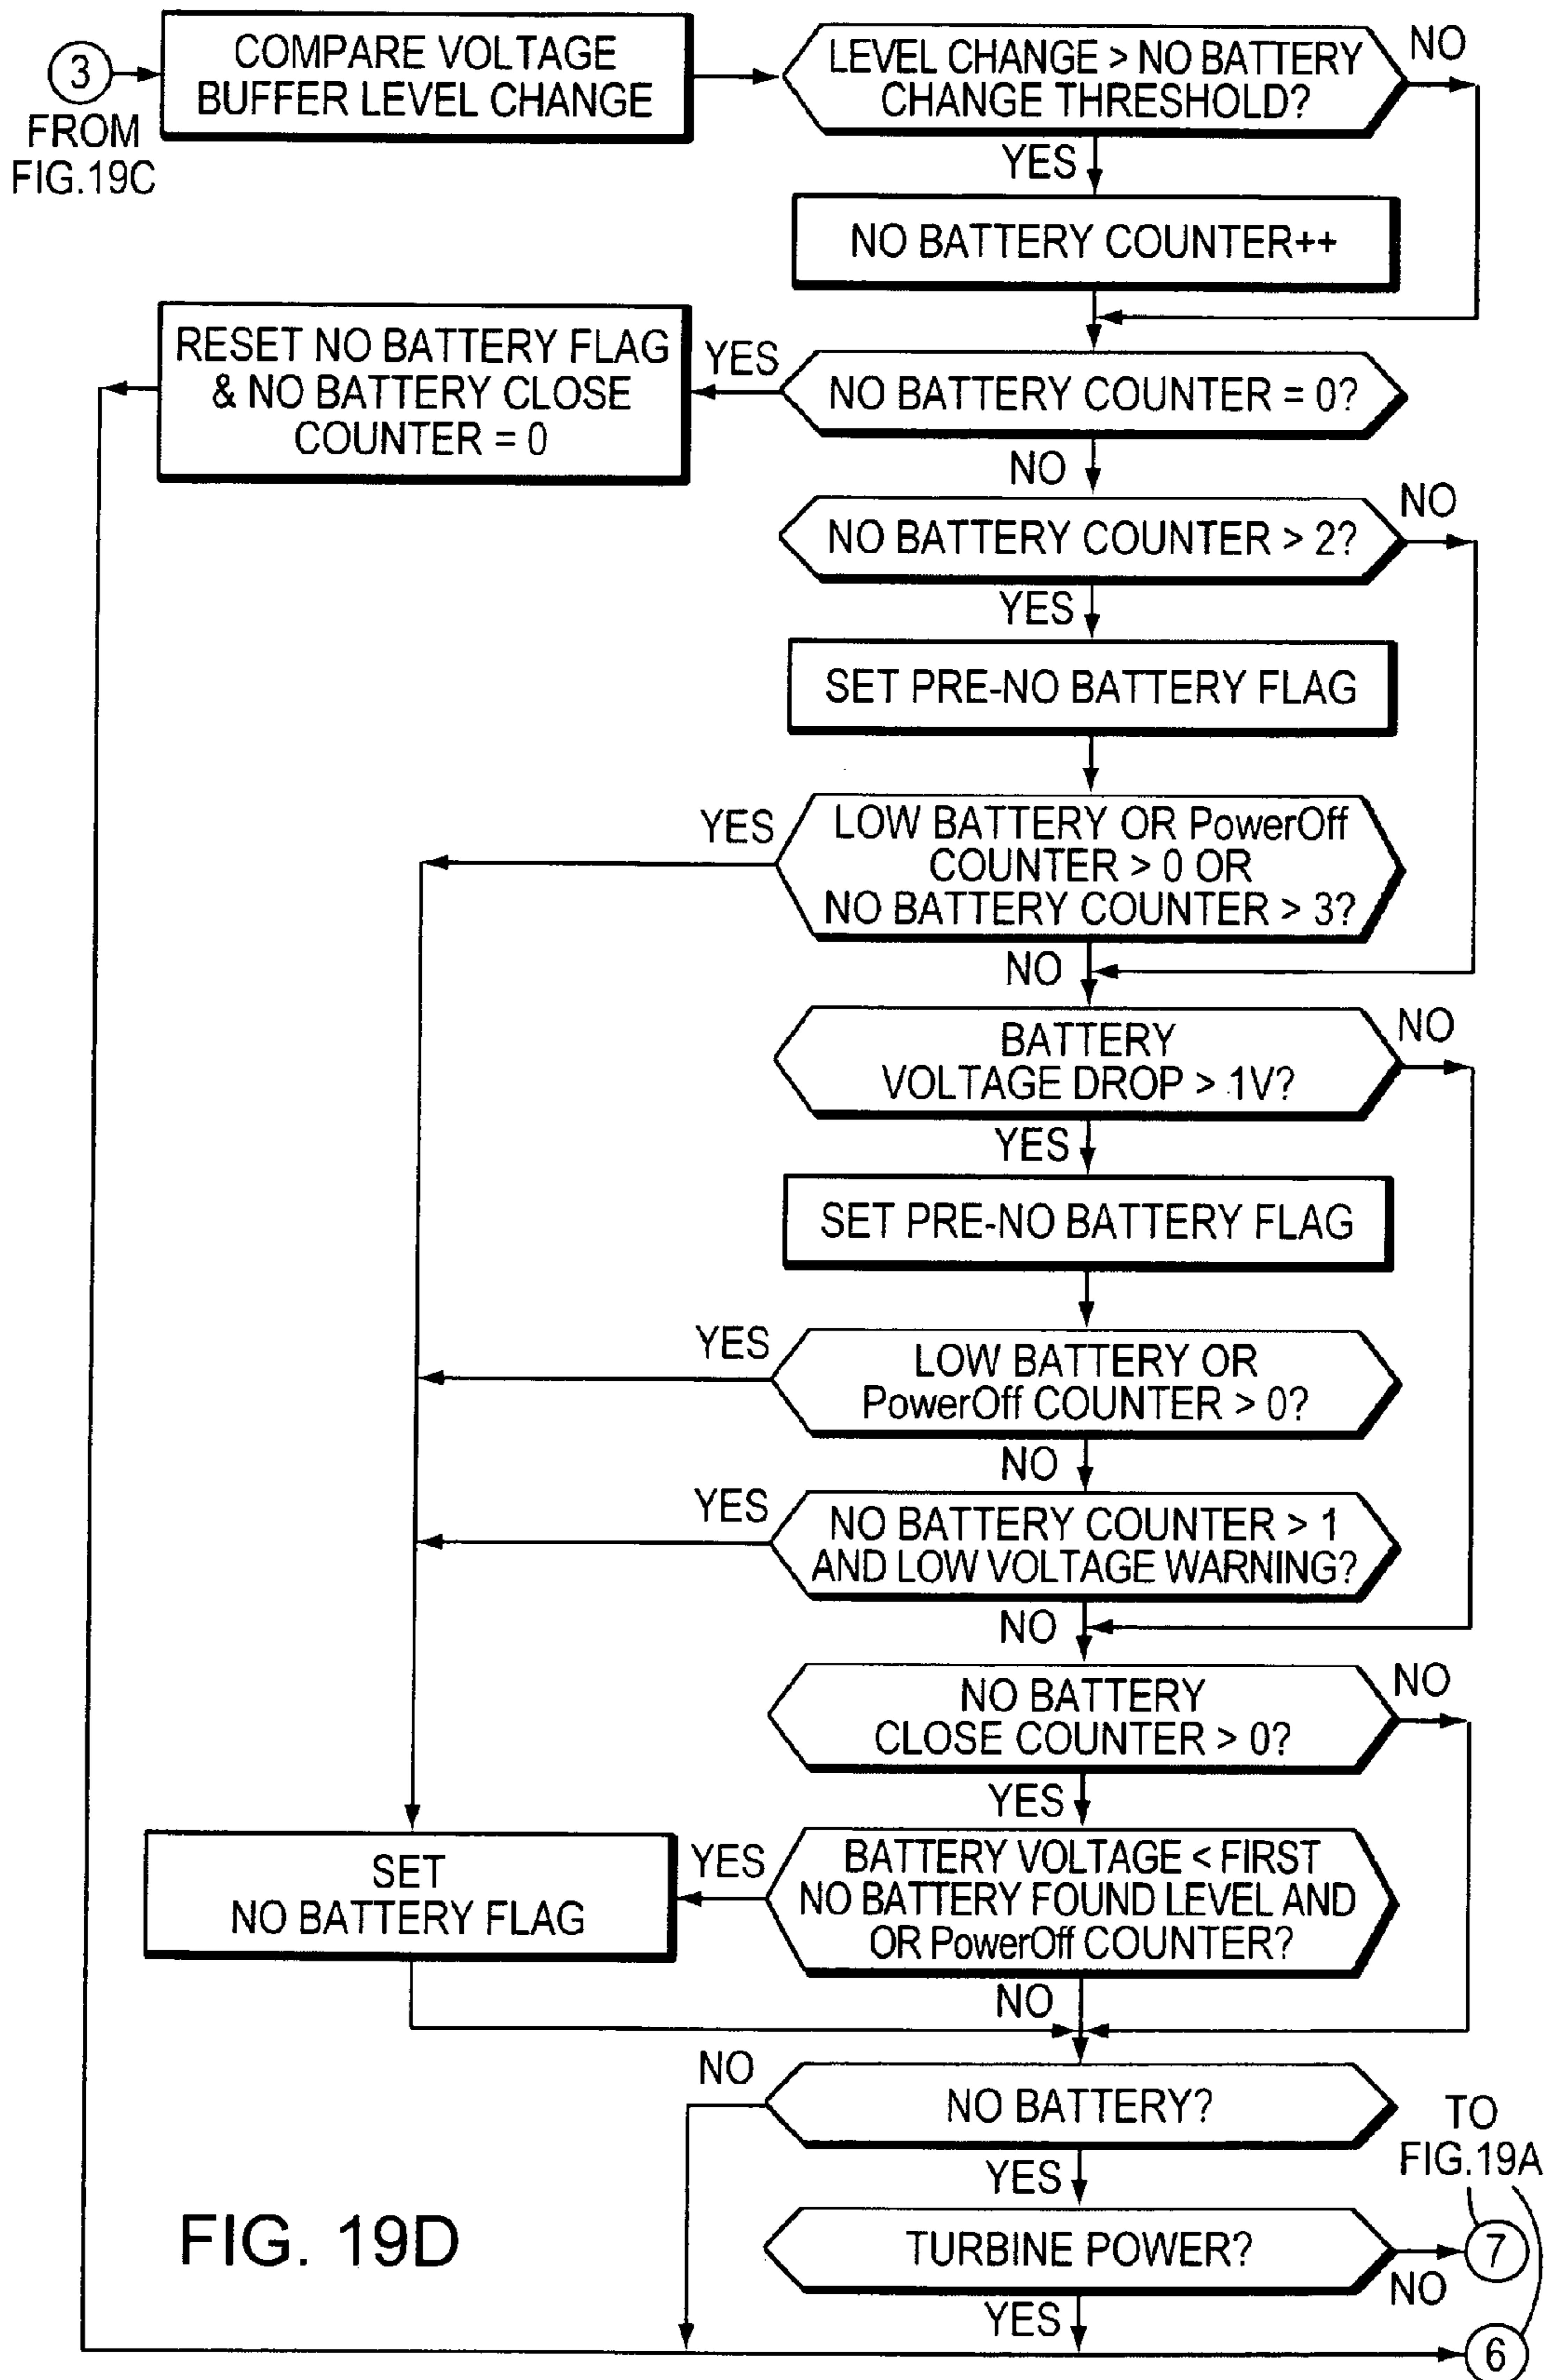 3
FROM
FIG.19C
COMPARE VOLTAGE
BUFFER LEVEL CHANGE
LEVEL CHANGE > NO BATTERY
CHANGE THRESHOLD?
NO
YES
NO BATTERY COUNTER++
RESET NO BATTERY FLAG
& NO BATTERY CLOSE
COUNTER = 0
YES
NO BATTERY COUNTER = 0?
NO
NO BATTERY COUNTER > 2?
NO
YES
SET PRE-NO BATTERY FLAG
YES
LOW BATTERY OR PowerOff
COUNTER > 0 OR
NO BATTERY COUNTER > 3?
NO
BATTERY
VOLTAGE DROP > 1V?
NO
YES
SET PRE-NO BATTERY FLAG
YES
LOW BATTERY OR
PowerOff COUNTER > 0?
NO
YES
NO BATTERY COUNTER > 1
AND LOW VOLTAGE WARNING?
NO
NO BATTERY
CLOSE COUNTER > 0?
NO
YES
SET
NO BATTERY FLAG
YES
BATTERY VOLTAGE < FIRST
NO BATTERY FOUND LEVEL AND
OR PowerOff COUNTER?
NO
NO
NO BATTERY?
YES
TO
FIG.19A
TURBINE POWER?
NO
7
YES
6
FIG. 19D